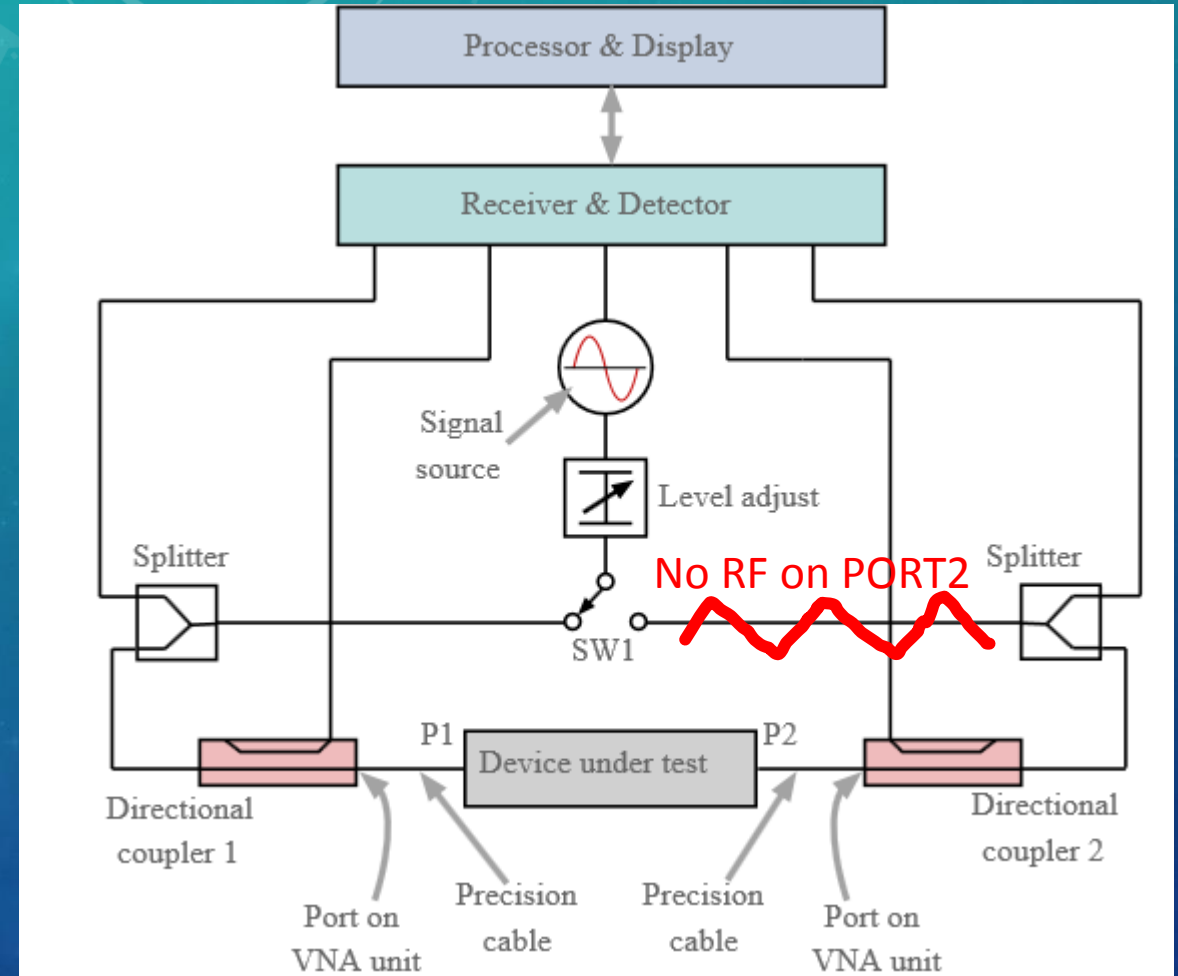 Processor & Display
Receiver & Detector
Signal
source
Level adjust
Splitter
No RF on PORT2
Splitter
SW1
P1
Device under test
P2
Directional
coupler 1
Directional
coupler 2
Port on
VNA unit
Precision
cable
Precision
cable
Port on
VNA unit